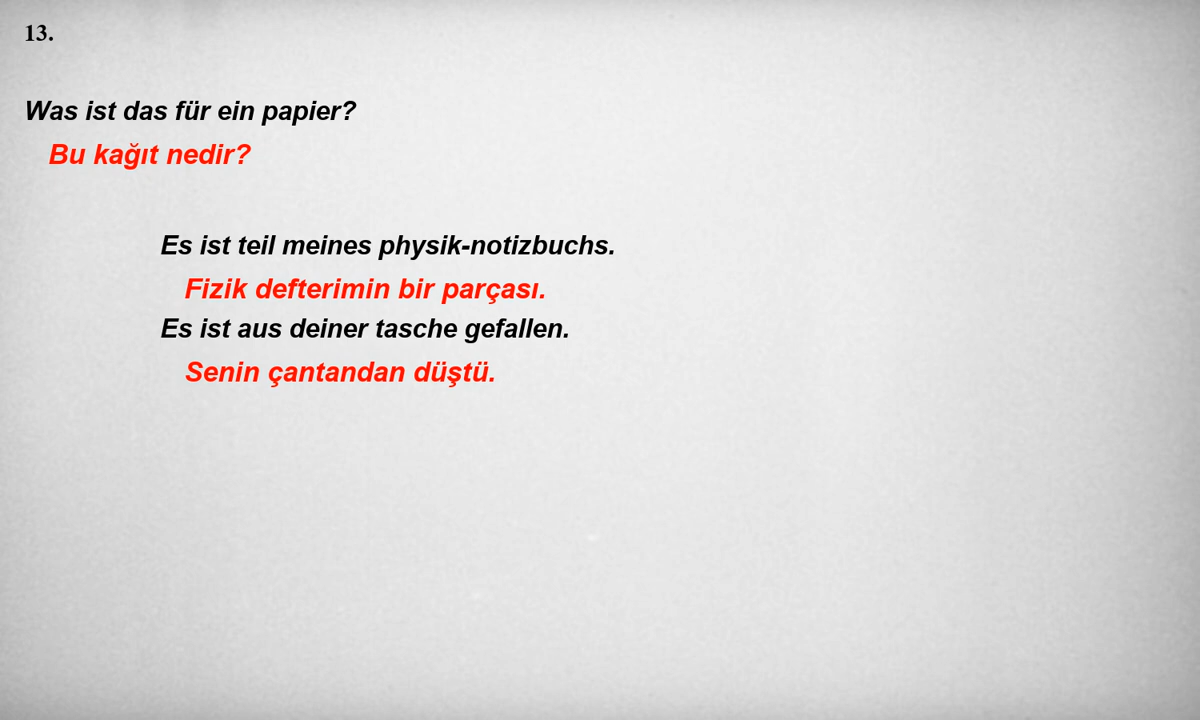 13.
Was ist das für ein papier?
Bu kağıt nedir?
Es ist teil meines physik-notizbuchs.
Fizik defterimin bir parçası.
Es ist aus deiner tasche gefallen.
Senin çantandan düştü.